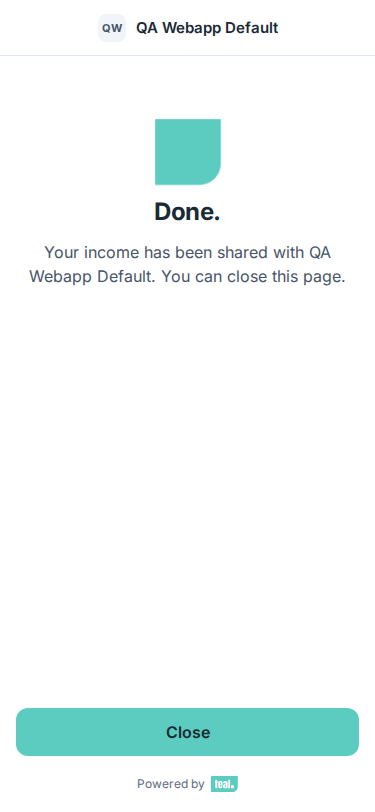 QW QA Webapp Default
Done.
Your income has been shared with QA
Webapp Default. You can close this page.
Close
Powered by teal.